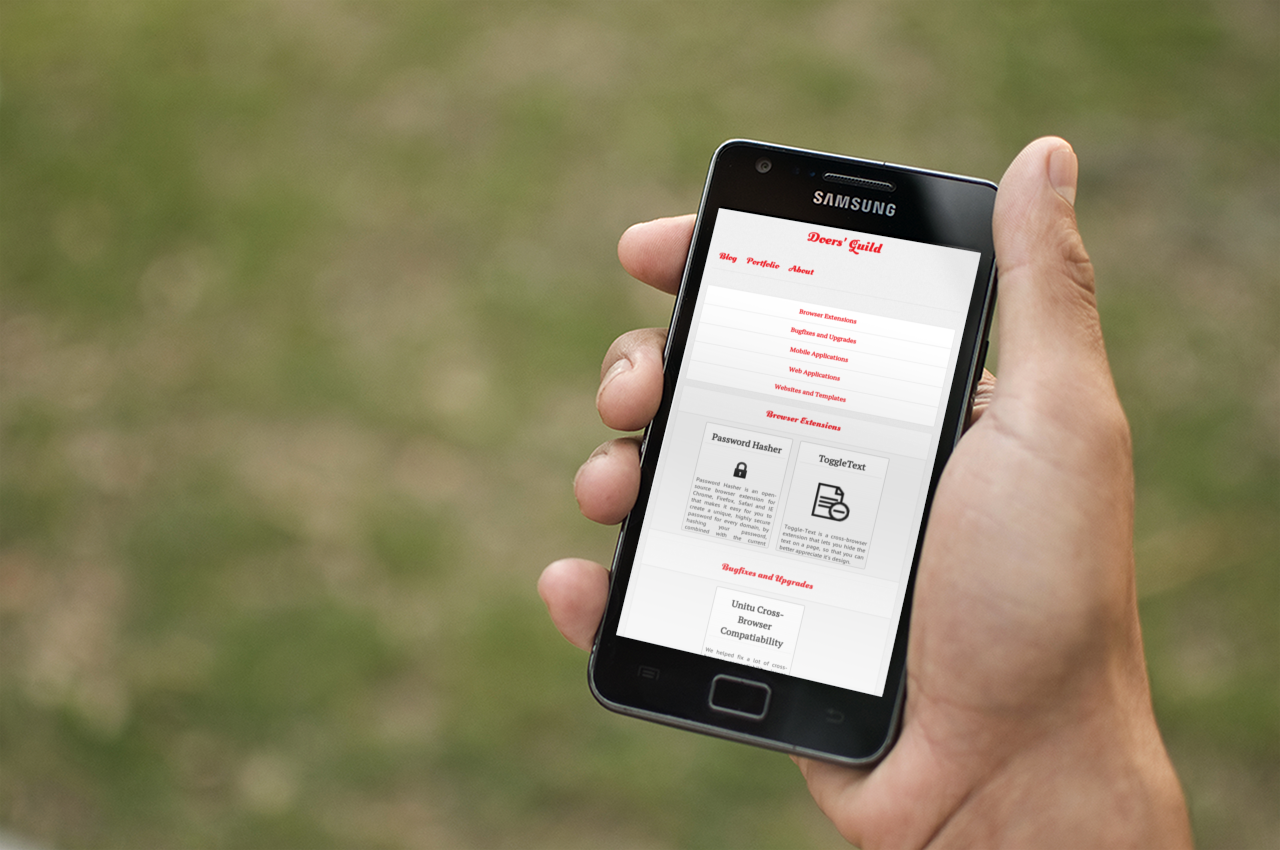 SAMSUNG
Doers' Guild
Blog Portfolio About
Browser Extensions
Bugfixes and Upgrades
Mobile Applications
Web Applications
Websites and Templates
Browser Extensions
Password Hasher
Password Hasher is an open-
source browser extension for
Chrome, Firefox, Safari and IE
that makes it easy for you to
create a unique, highly secure
password for every domain, by
hashing your password,
combined with the current
ToggleText
Toggle-Text is a cross-browser
extension that lets you hide the
text on a page, so that you can
better appreciate it's design.
Bugfixes and Upgrades
Unitu Cross-
Browser
Compatiability
We helped fix a lot of cross-